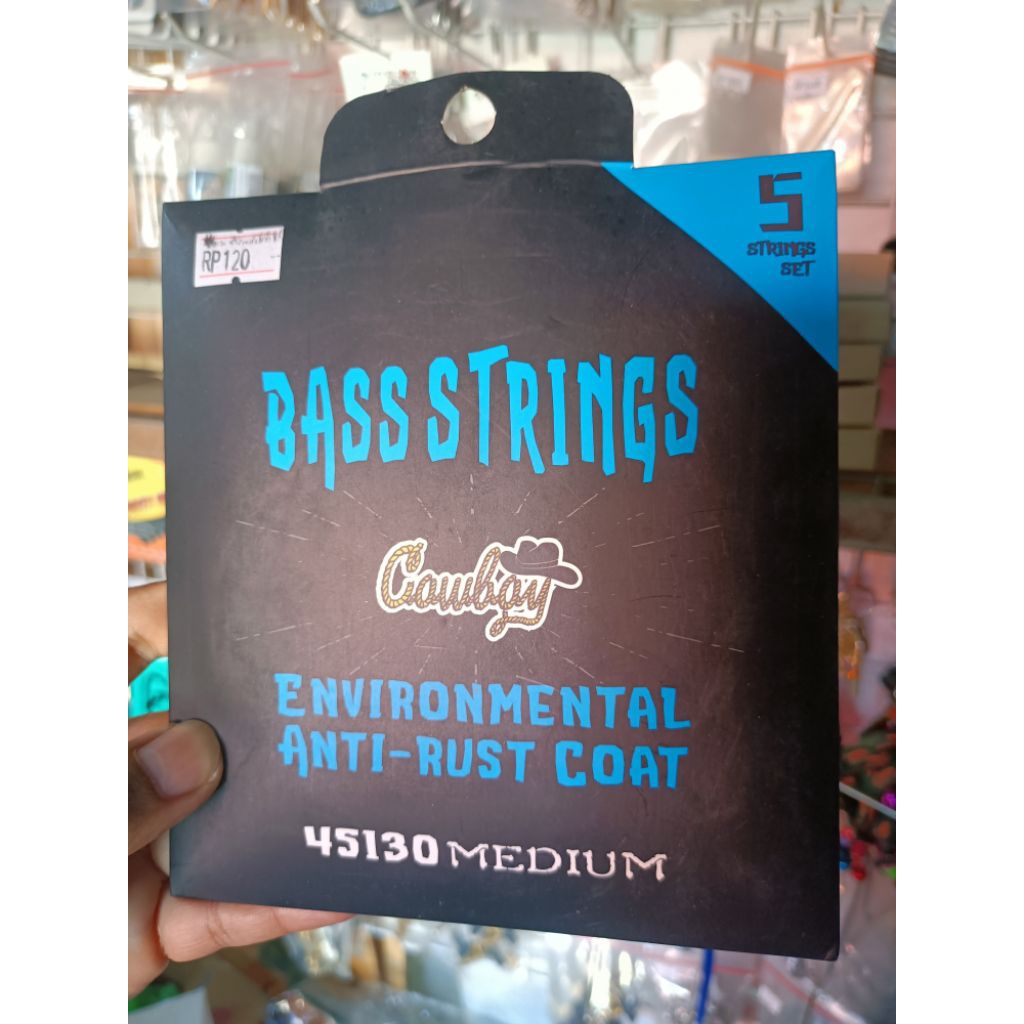 RP120
5
STRINGS
SET
BASS STRINGS
Cowboy
ENVIRONMENTAL
ANTI-RUST COAT
45130 MEDIUM